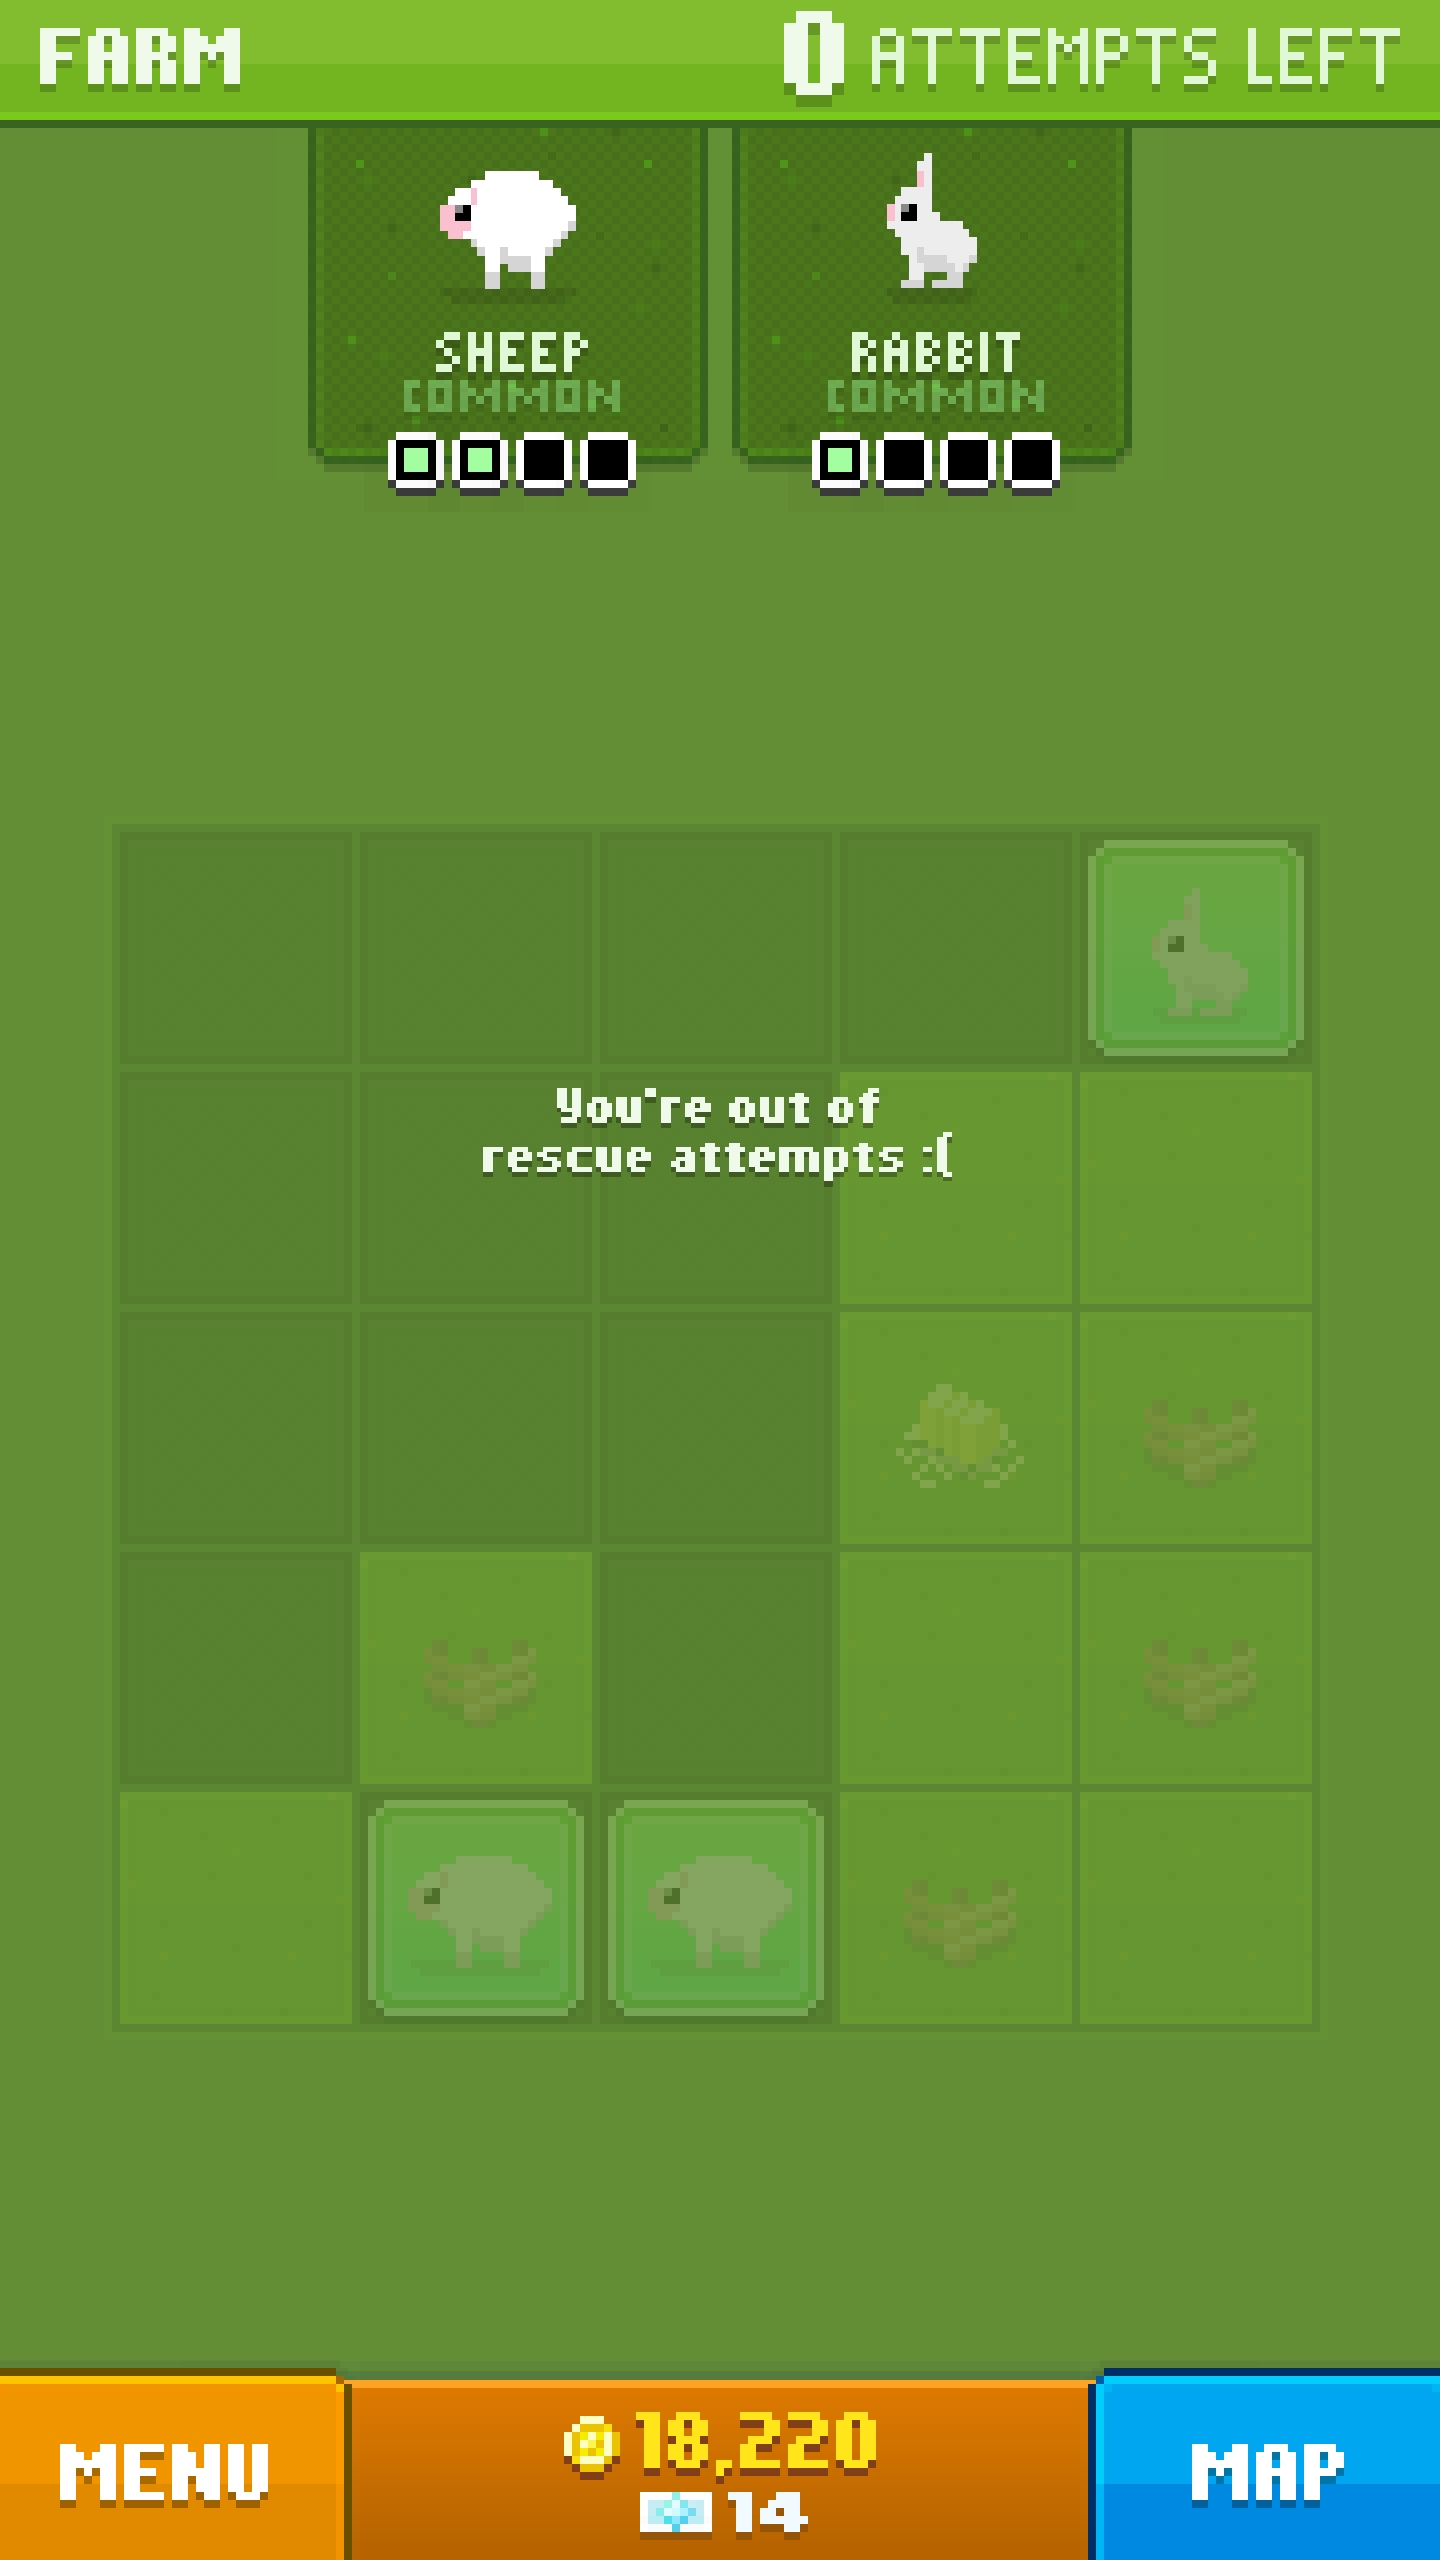 FARM
0 ATTEMPTS LEFT
SHEEP
COMMON
RABBIT
COMMON
You're out of
rescue attempts :(
MENU
18,220
14
MAP